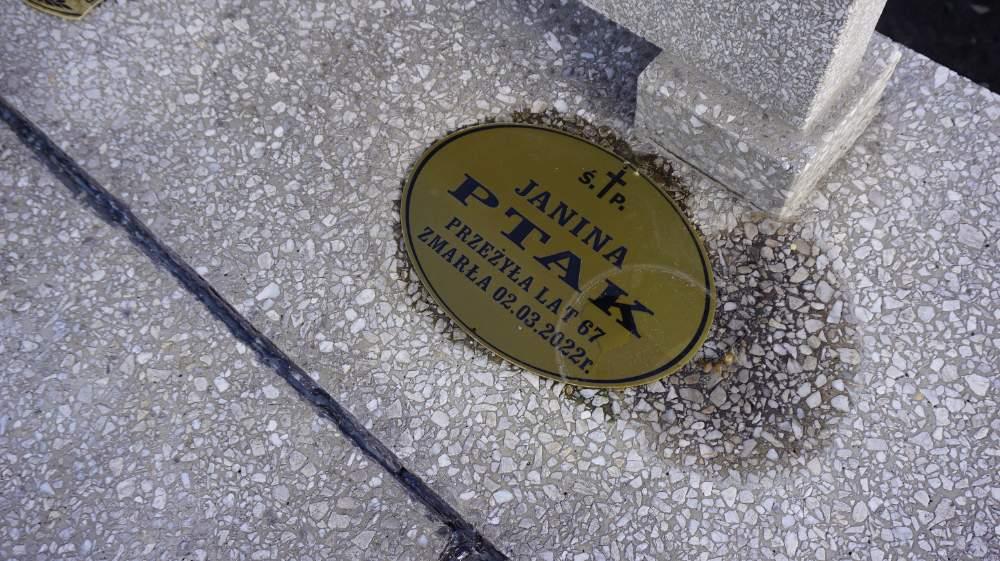 Ś.✝P.
JANINA
PTAK
PRZEŻYŁA LAT 67
ZMARŁA 02.03.2022r.